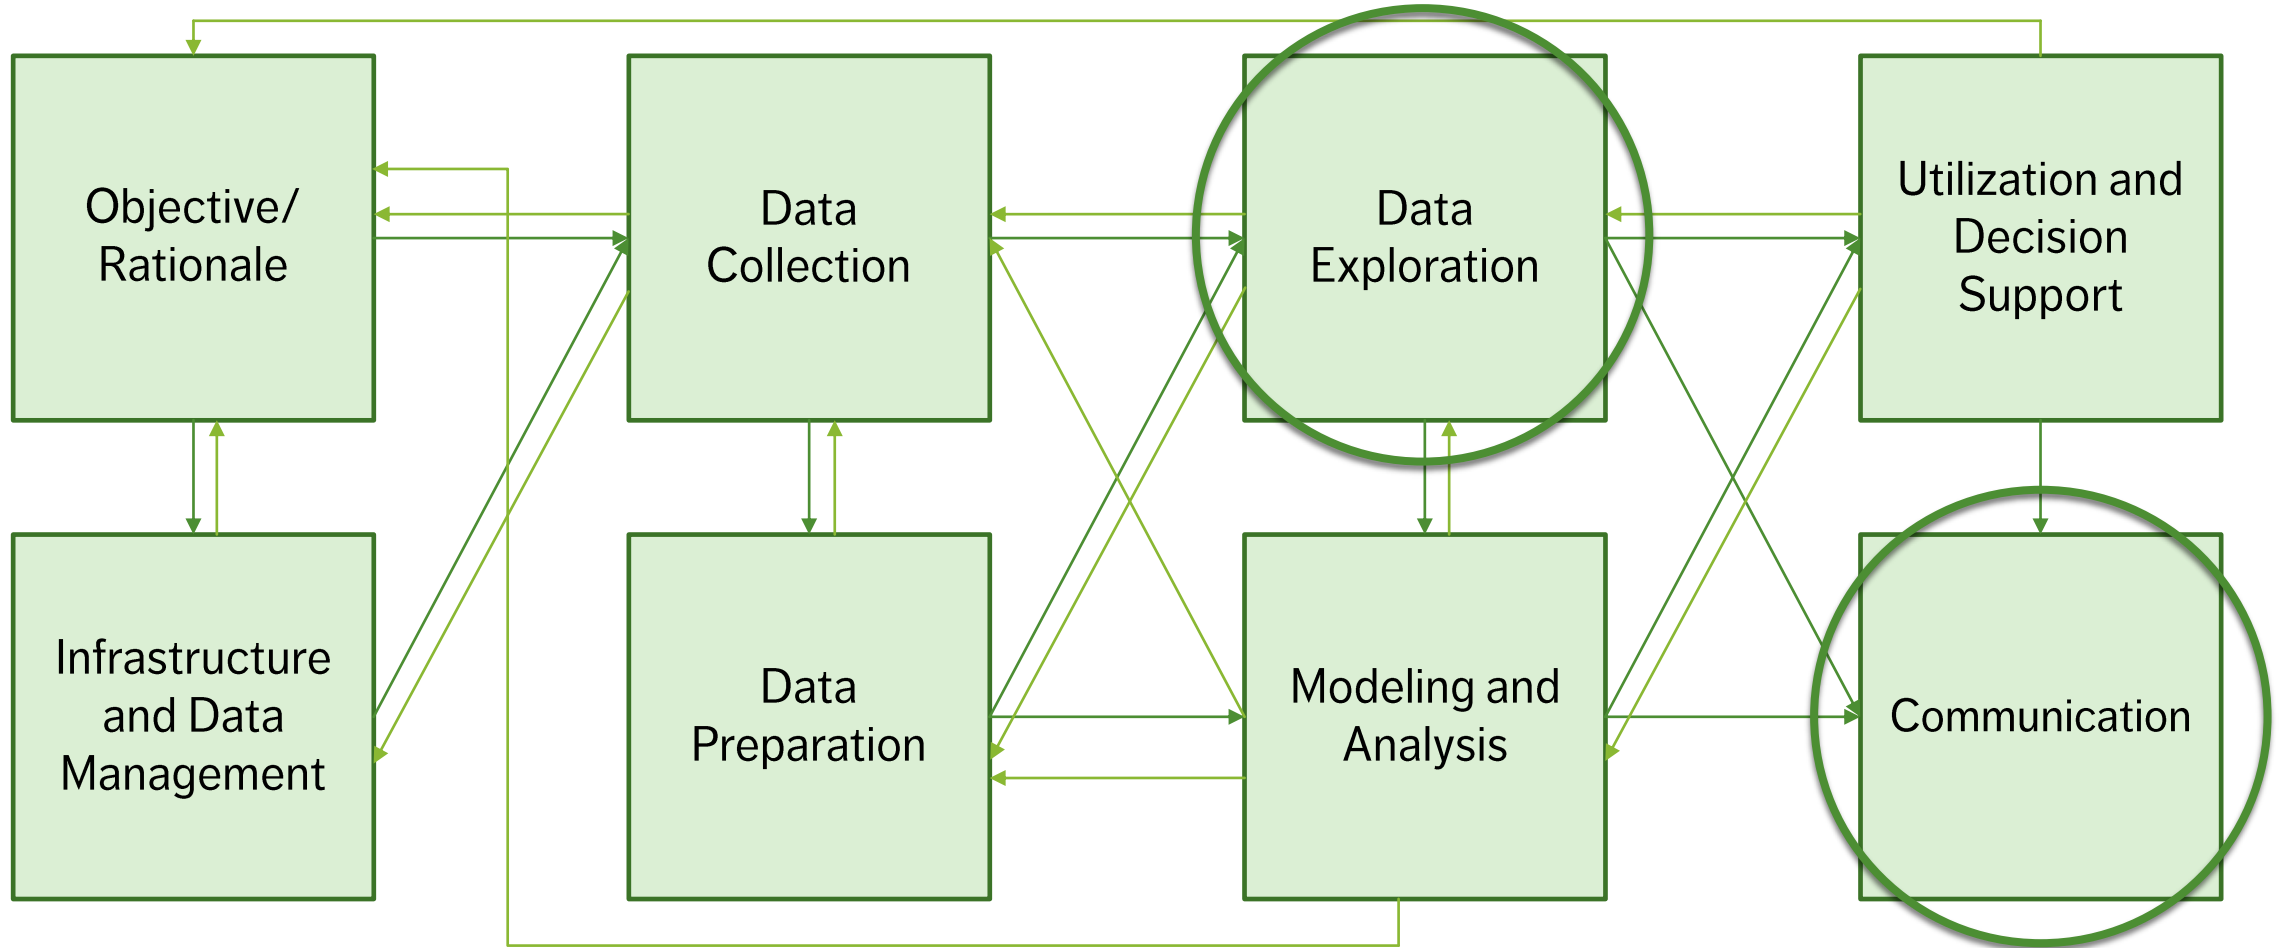 Objective/
Rationale
Data
Collection
Data
Exploration
Utilization and
Decision
Support
Infrastructure
and Data
Management
Data
Preparation
Modeling and
Analysis
Communication